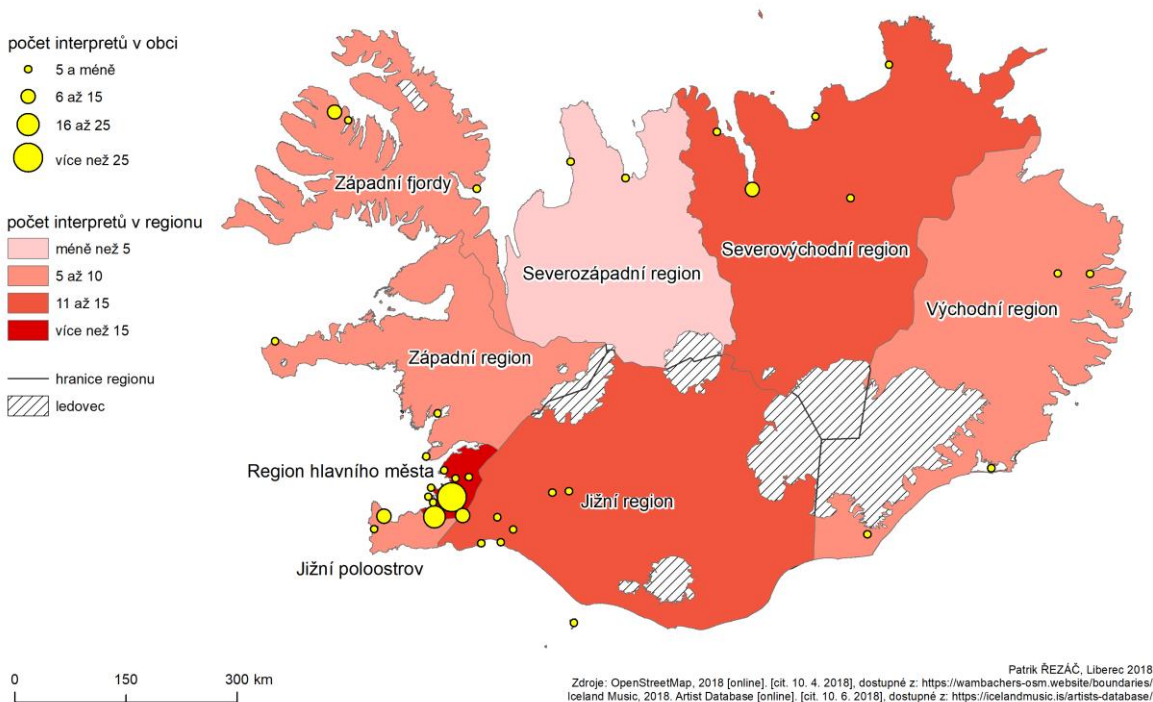 počet interpretů v obci
5 a méně
6 až 15
16 až 25
více než 25
počet interpretů v regionu
méně než 5
5 až 10
11 až 15
více než 15
hranice regionu
ledovec
Západní fjordy
Severozápadní region
Severovýchodní region
Východní region
Západní region
Region hlavního města
Jižní region
Jižní poloostrov
0 150 300 km
Patrik ŘEZÁČ, Liberec 2018
Zdroje: OpenStreetMap, 2018 [online]. [cit. 10. 4. 2018], dostupné z: https://wambachers-osm.website/boundaries/
Iceland Music, 2018. Artist Database [online]. [cit. 10. 6. 2018], dostupné z: https://icelandmusic.is/artists-database/